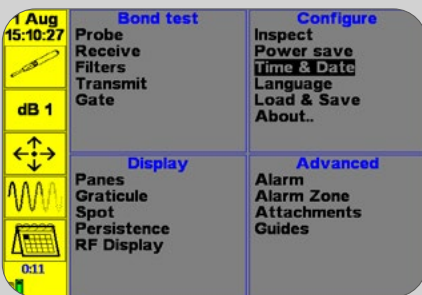 1 Aug
15:10:27
dB 1
0:11
Bond test
Probe
Receive
Filters
Transmit
Gate
Configure
Inspect
Power save
Time & Date
Language
Load & Save
About..
Display
Panes
Graticule
Spot
Persistence
RF Display
Advanced
Alarm
Alarm Zone
Attachments
Guides